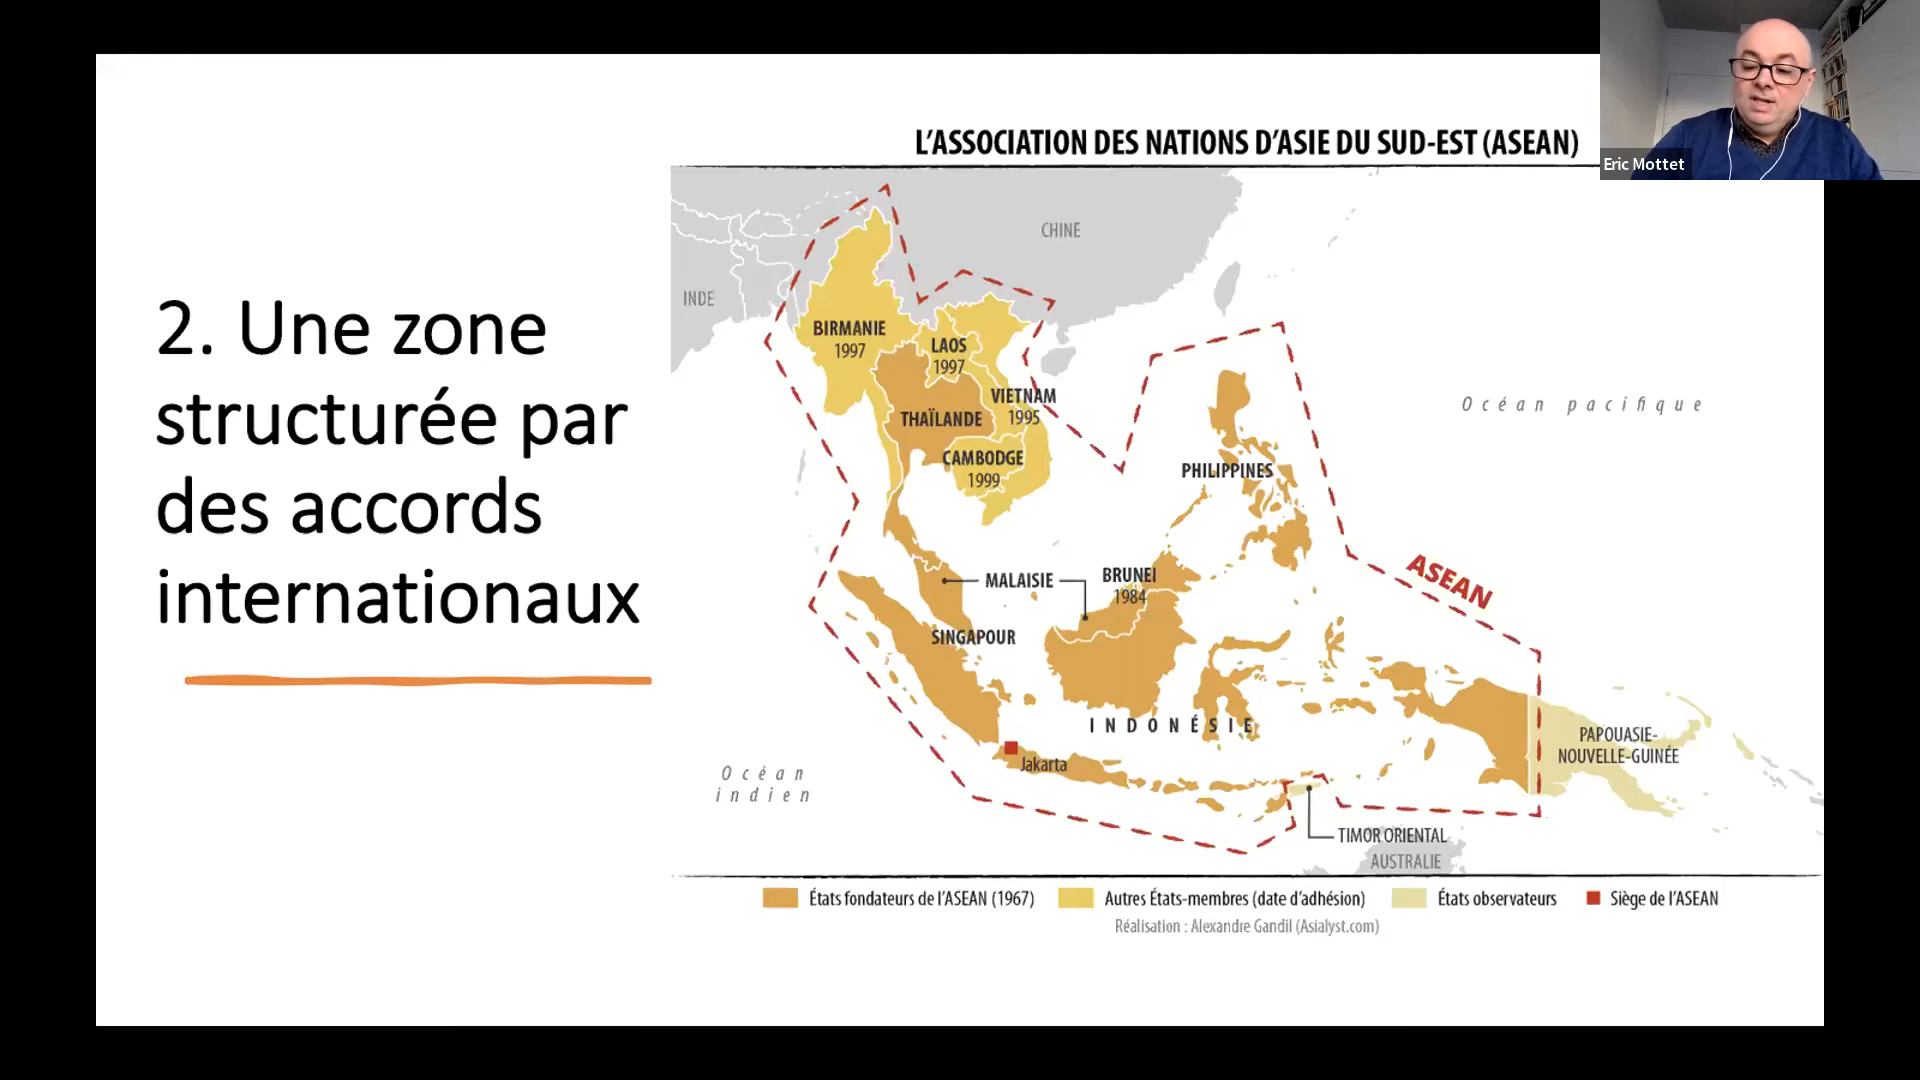 Eric Mottet
2. Une zone
structurée par
des accords
internationaux
L'ASSOCIATION DES NATIONS D'ASIE DU SUD-EST (ASEAN)
CHINE
INDE
BIRMANIE
1997
LAOS
1997
VIETNAM
1995
THAÏLANDE
CAMBODGE
1999
PHILIPPINES
Océan pacifique
MALAISIE
BRUNEI
1984
ASEAN
SINGAPOUR
INDONÉSIE
Jakarta
PAPOUASIE-
NOUVELLE-GUINÉE
Océan
indien
TIMOR ORIENTAL
AUSTRALIE
États fondateurs de l'ASEAN (1967)
Autres États-membres (date d'adhésion)
États observateurs
Siège de l'ASEAN
Réalisation : Alexandre Gandil (Asialyst.com)